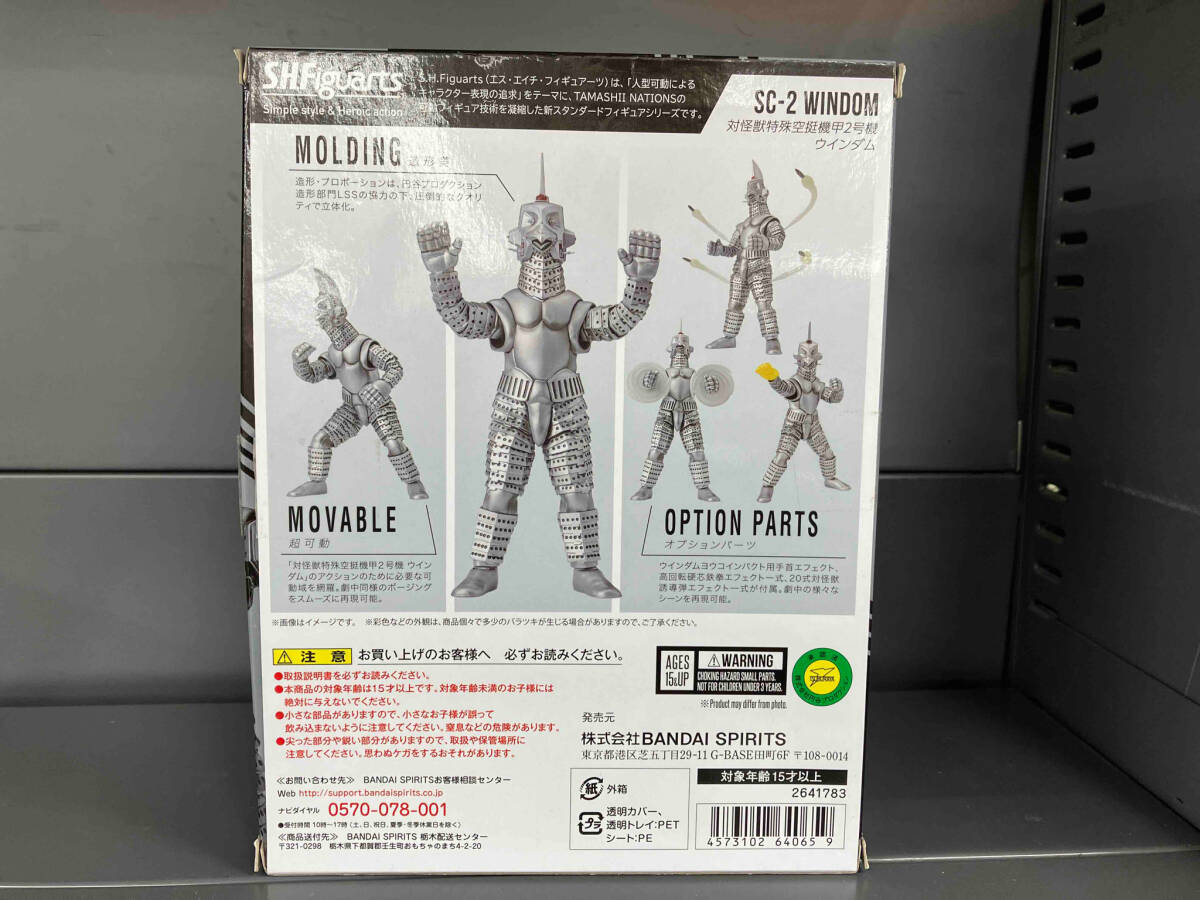 S.H.Figuarts
Simple style & Heroic action
S.H.Figuarts（エス・エイチ・フィギュアーツ）は、「人型可動による
キャラクター表現の追求」をテーマに、TAMASHII NATIONSの
可動フィギュア技術を凝縮した新スタンダードフィギュアシリーズです。
SC-2 WINDOM
対怪獣特殊空挺機甲2号機
ウインダム
MOLDING 造形美
造形・プロポーションは、円谷プロダクション
造形部門LSSの協力の下、圧倒的なクオリ
ティで立体化。
MOVABLE
超可動
「対怪獣特殊空挺機甲2号機 ウイン
ダム」のアクションのために必要な可
動域を網羅。劇中同様のポージング
をスムーズに再現可能。
OPTION PARTS
オプションパーツ
ウインダムヨウコインパクト用手首エフェクト、
高回転硬芯鉄拳エフェクト一式、20式対怪獣
誘導弾エフェクト一式が付属。劇中の様々な
シーンを再現可能。
※画像はイメージです。 ※彩色などの外観は、商品個々で多少のバラツキが生じる場合がありますので、ご了承ください。
注意 お買い上げのお客様へ 必ずお読みください。
●取扱説明書を必ずお読みください。
●本商品の対象年齢は15才以上です。対象年齢未満のお子様には
絶対に与えないでください。
●小さな部品がありますので、小さなお子様が誤って
飲み込まないように注意してください。窒息などの危険があります。
●尖った部分や鋭い部分がありますので、取扱や保管場所に
注意してください。思わぬケガをするおそれがあります。
≪お問い合わせ先≫ BANDAI SPIRITSお客様相談センター
Web http://support.bandaispirits.co.jp
ナビダイヤル 0570-078-001
●受付時間 10時〜17時（土、日、祝日、夏季・冬季休業日を除く）
≪商品送付先≫ BANDAI SPIRITS 栃木配送センター
〒321-0298 栃木県下都賀郡壬生町おもちゃのまち4-2-20
AGES
15&UP
WARNING
CHOKING HAZARD SMALL PARTS.
NOT FOR CHILDREN UNDER 3 YEARS.
※Product may differ from photo.
発売元
株式会社BANDAI SPIRITS
東京都港区芝五丁目29-11 G-BASE田町6F 〒108-0014
紙 外箱
プラ 透明カバー、
透明トレイ:PET
シート:PE
対象年齢15才以上
2641783
4573102 64065 9